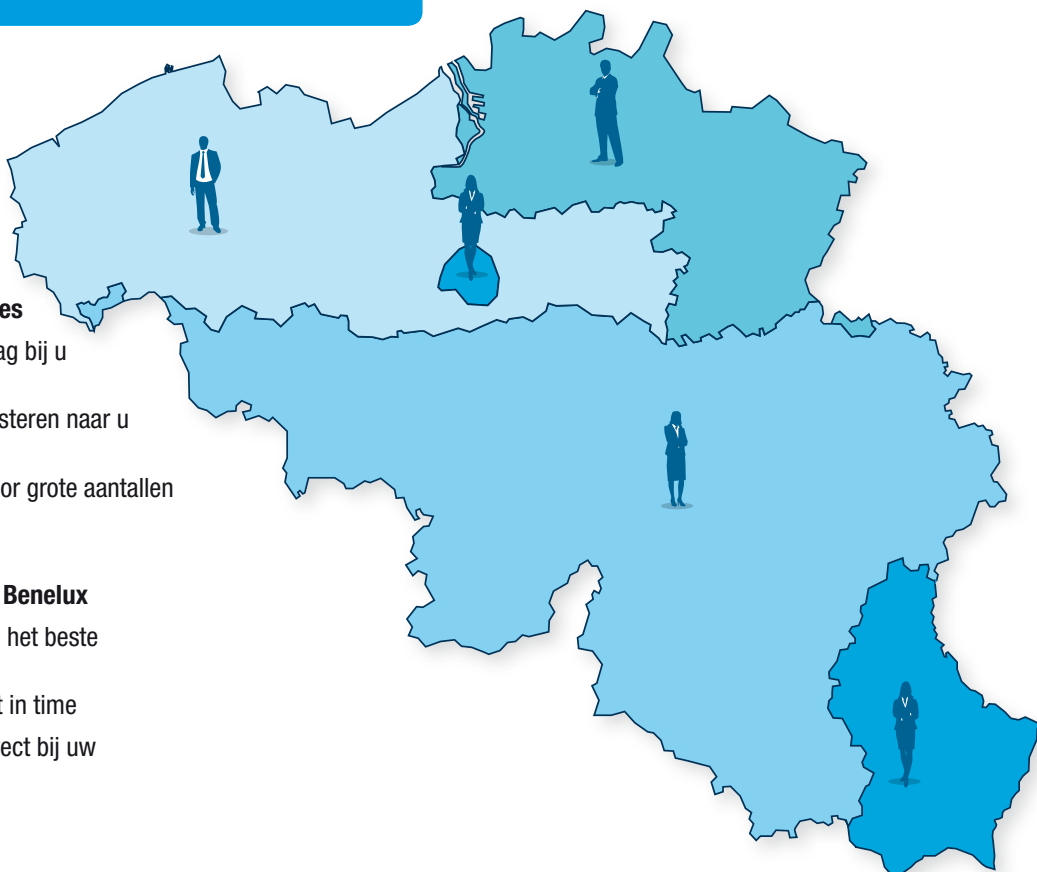 es
ag bij u
steren naar u
or grote aantallen
Benelux
het beste
t in time
ect bij uw